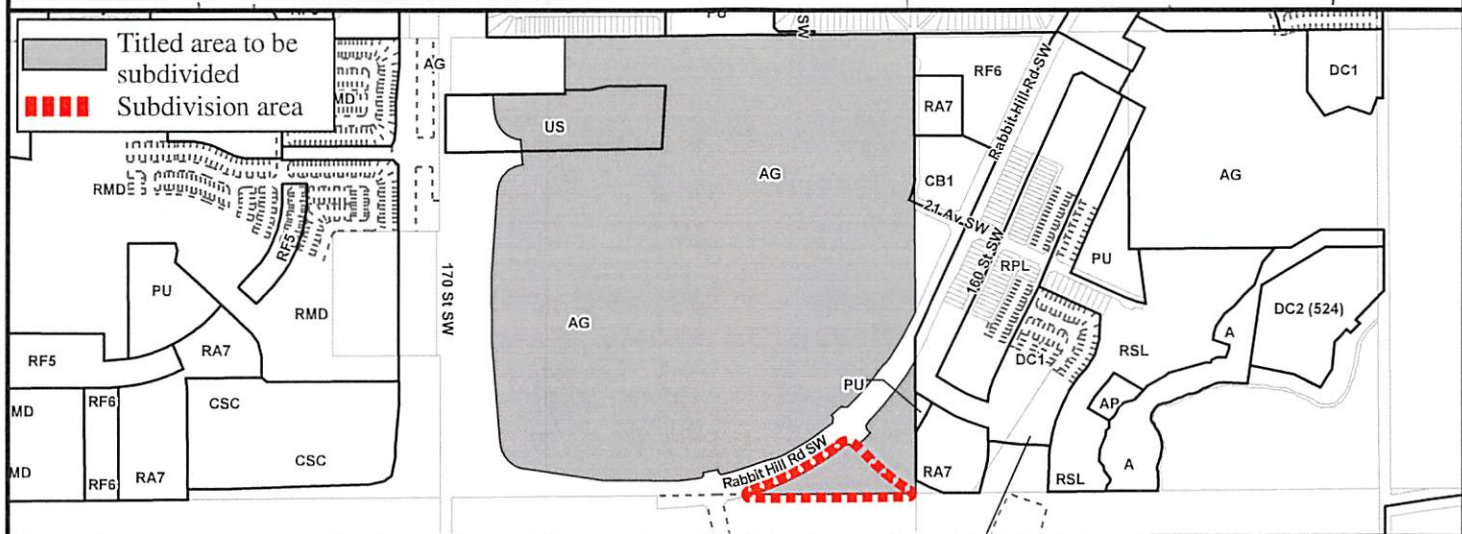 PU
SW
Titled area to be
subdivided
Subdivision area
MD
AG
US
AG
RF6
RA7
CB1
21 Av SW
Rabbit Hill Rd SW
160 St SW
RPL
PU
DC1
AG
RMD
RF5
PU
RMD
170 St SW
AG
RF5
RA7
CSC
CSC
MD
RF6
MD
RF6
RA7
PU
Rabbit Hill Rd SW
RA7
DC1
RSL
A
DC2 (524)
AP
A
RSL